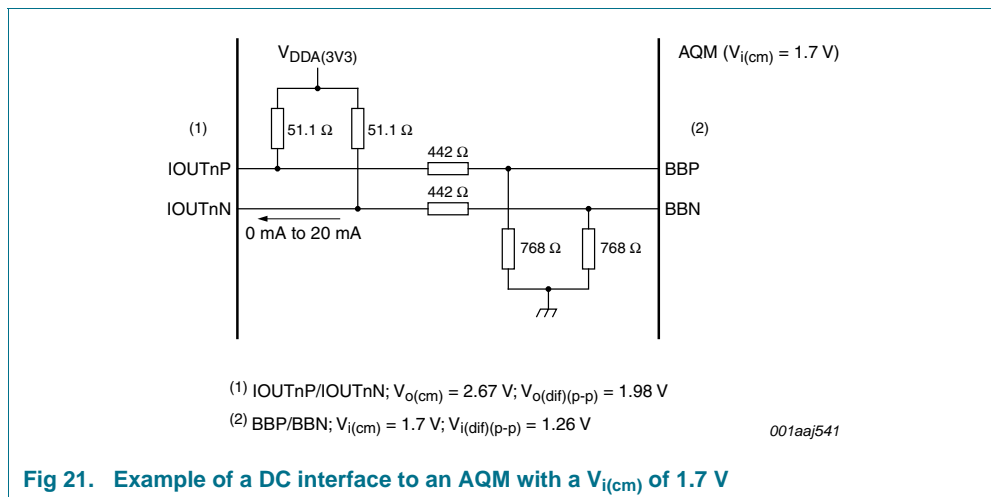 VDDA(3V3)
AQM (Vi(cm) = 1.7 V)
(1)
51.1 Ω
51.1 Ω
(2)
442 Ω
IOUTnP
BBP
442 Ω
IOUTnN
BBN
0 mA to 20 mA
768 Ω
768 Ω
(1) IOUTnP/IOUTnN; Vo(cm) = 2.67 V; Vo(dif)(p-p) = 1.98 V
(2) BBP/BBN; Vi(cm) = 1.7 V; Vi(dif)(p-p) = 1.26 V
001aaj541
Fig 21. Example of a DC interface to an AQM with a Vi(cm) of 1.7 V